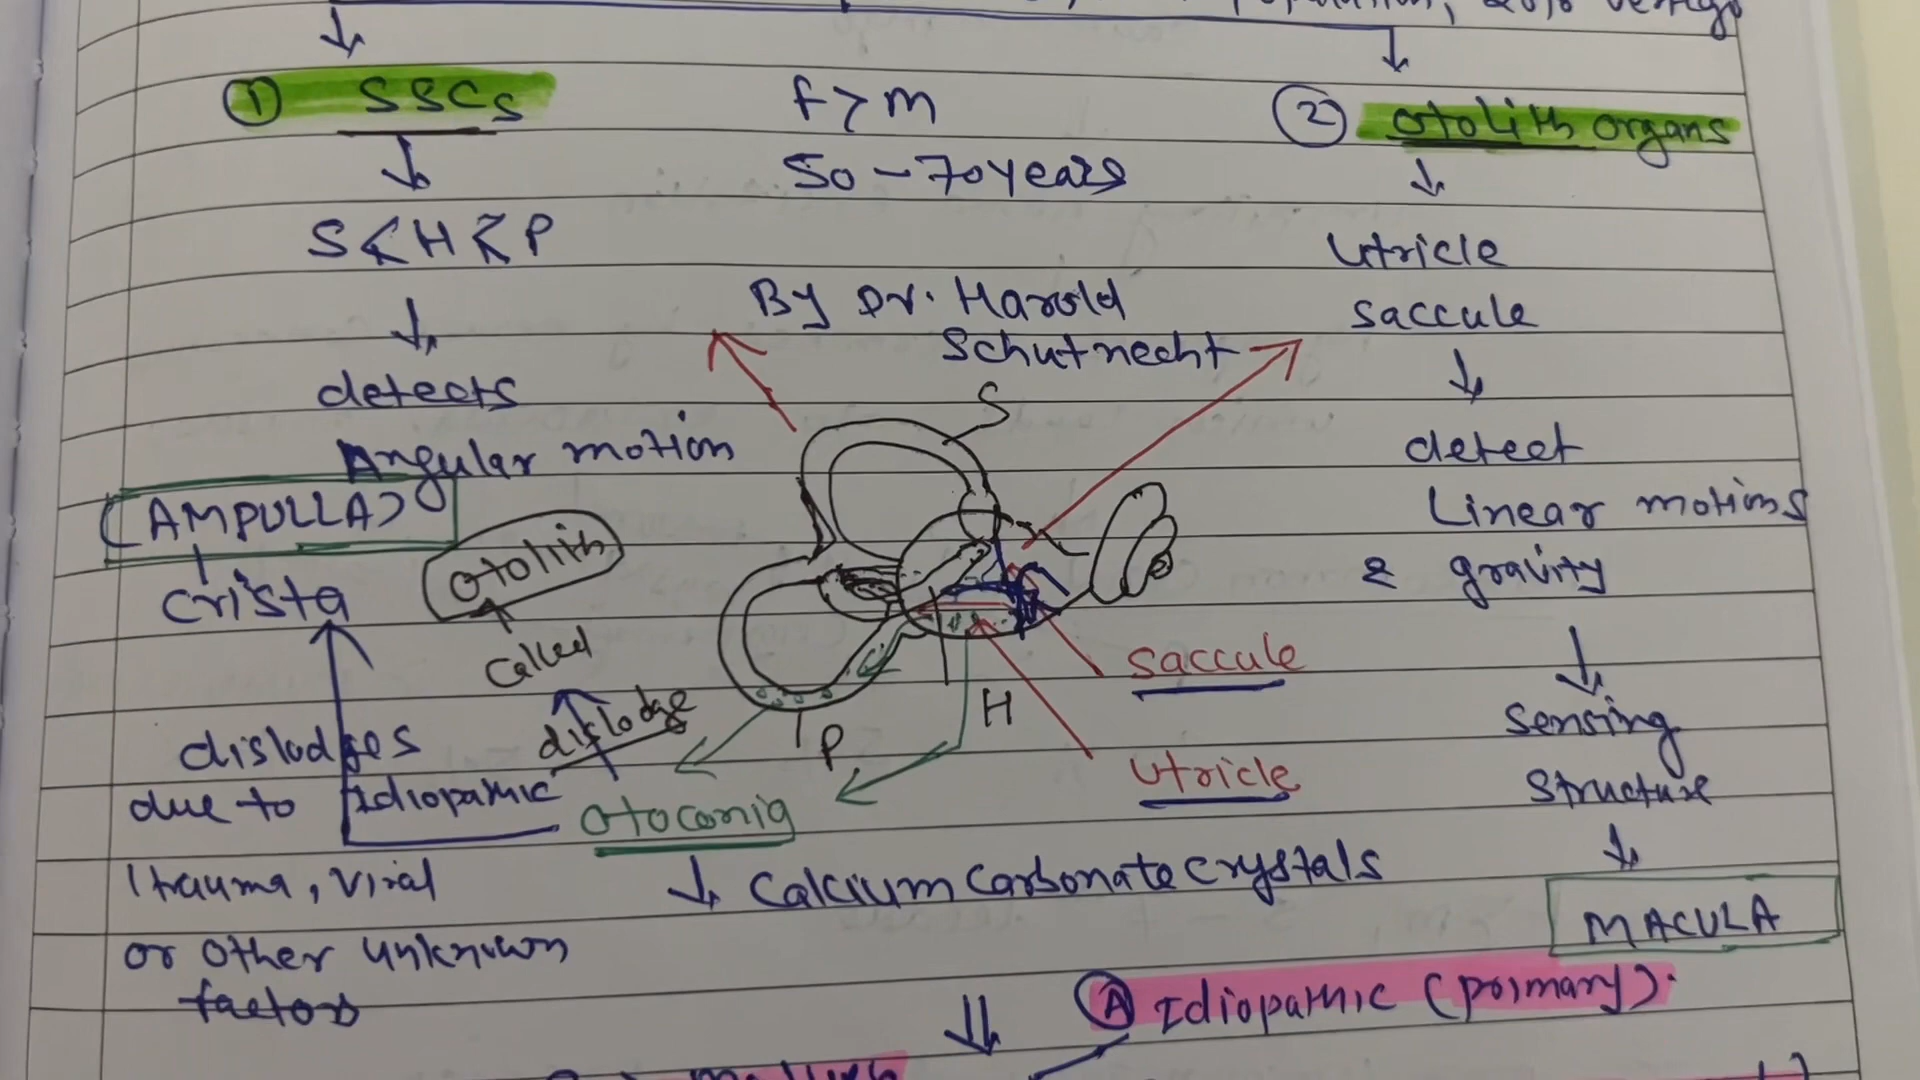 vertigo
① SSCs
F > m
② otolith organs
50 - 70 years
S < H < P
utricle
By Dr. Harold
saccule
Schutnecht
detects
S
detect
Angular motion
(AMPULLA)
Linear motions
otolith
& gravity
Crista
called
saccule
dislodge
H
sensing
dislodges
P
utricle
structure
due to Idiopathic
otoconia
trauma, viral
Calcium Carbonate crystals
MACULA
or other unknown
factors
Ⓐ Idiopathic (primary).